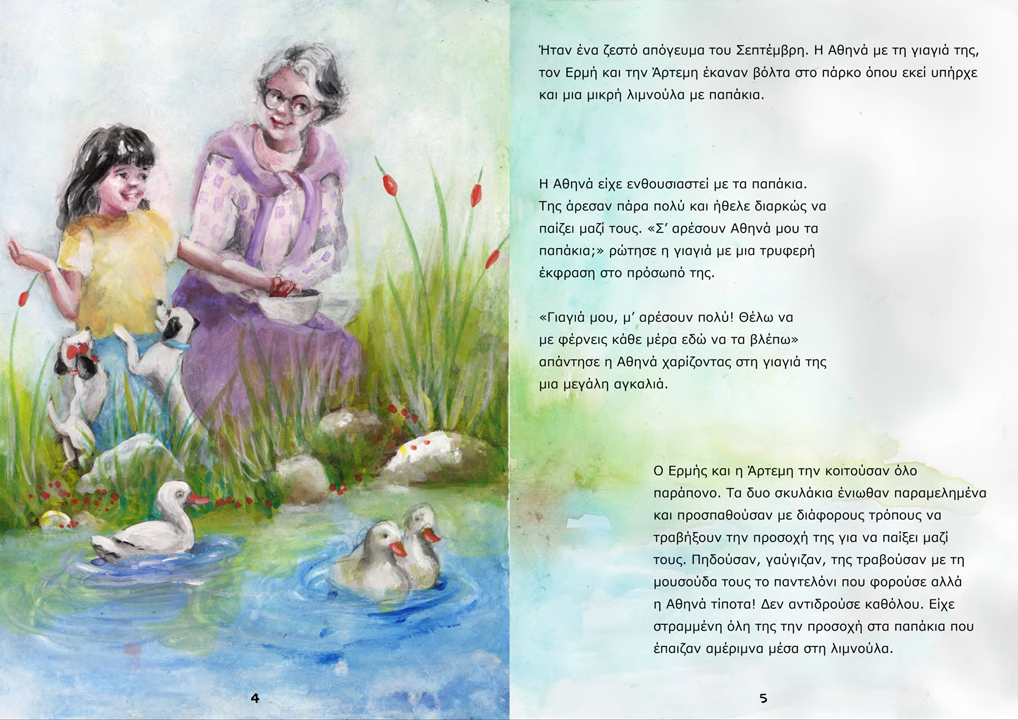 Ήταν ένα ζεστό απόγευμα του Σεπτέμβρη. Η Αθηνά με τη γιαγιά της,
τον Ερμή και την Άρτεμη έκαναν βόλτα στο πάρκο όπου εκεί υπήρχε
και μια μικρή λιμνούλα με παπάκια.
Η Αθηνά είχε ενθουσιαστεί με τα παπάκια.
Της άρεσαν πάρα πολύ και ήθελε διαρκώς να
παίζει μαζί τους. «Σ’ αρέσουν Αθηνά μου τα
παπάκια;» ρώτησε η γιαγιά με μια τρυφερή
έκφραση στο πρόσωπό της.
«Γιαγιά μου, μ’ αρέσουν πολύ! Θέλω να
με φέρνεις κάθε μέρα εδώ να τα βλέπω»
απάντησε η Αθηνά χαρίζοντας στη γιαγιά της
μια μεγάλη αγκαλιά.
Ο Ερμής και η Άρτεμη την κοιτούσαν όλο
παράπονο. Τα δυο σκυλάκια ένιωθαν παραμελημένα
και προσπαθούσαν με διάφορους τρόπους να
τραβήξουν την προσοχή της για να παίξει μαζί
τους. Πηδούσαν, γαύγιζαν, της τραβούσαν με τη
μουσούδα τους το παντελόνι που φορούσε αλλά
η Αθηνά τίποτα! Δεν αντιδρούσε καθόλου. Είχε
στραμμένη όλη της την προσοχή στα παπάκια που
έπαιζαν αμέριμνα μέσα στη λιμνούλα.
4
5